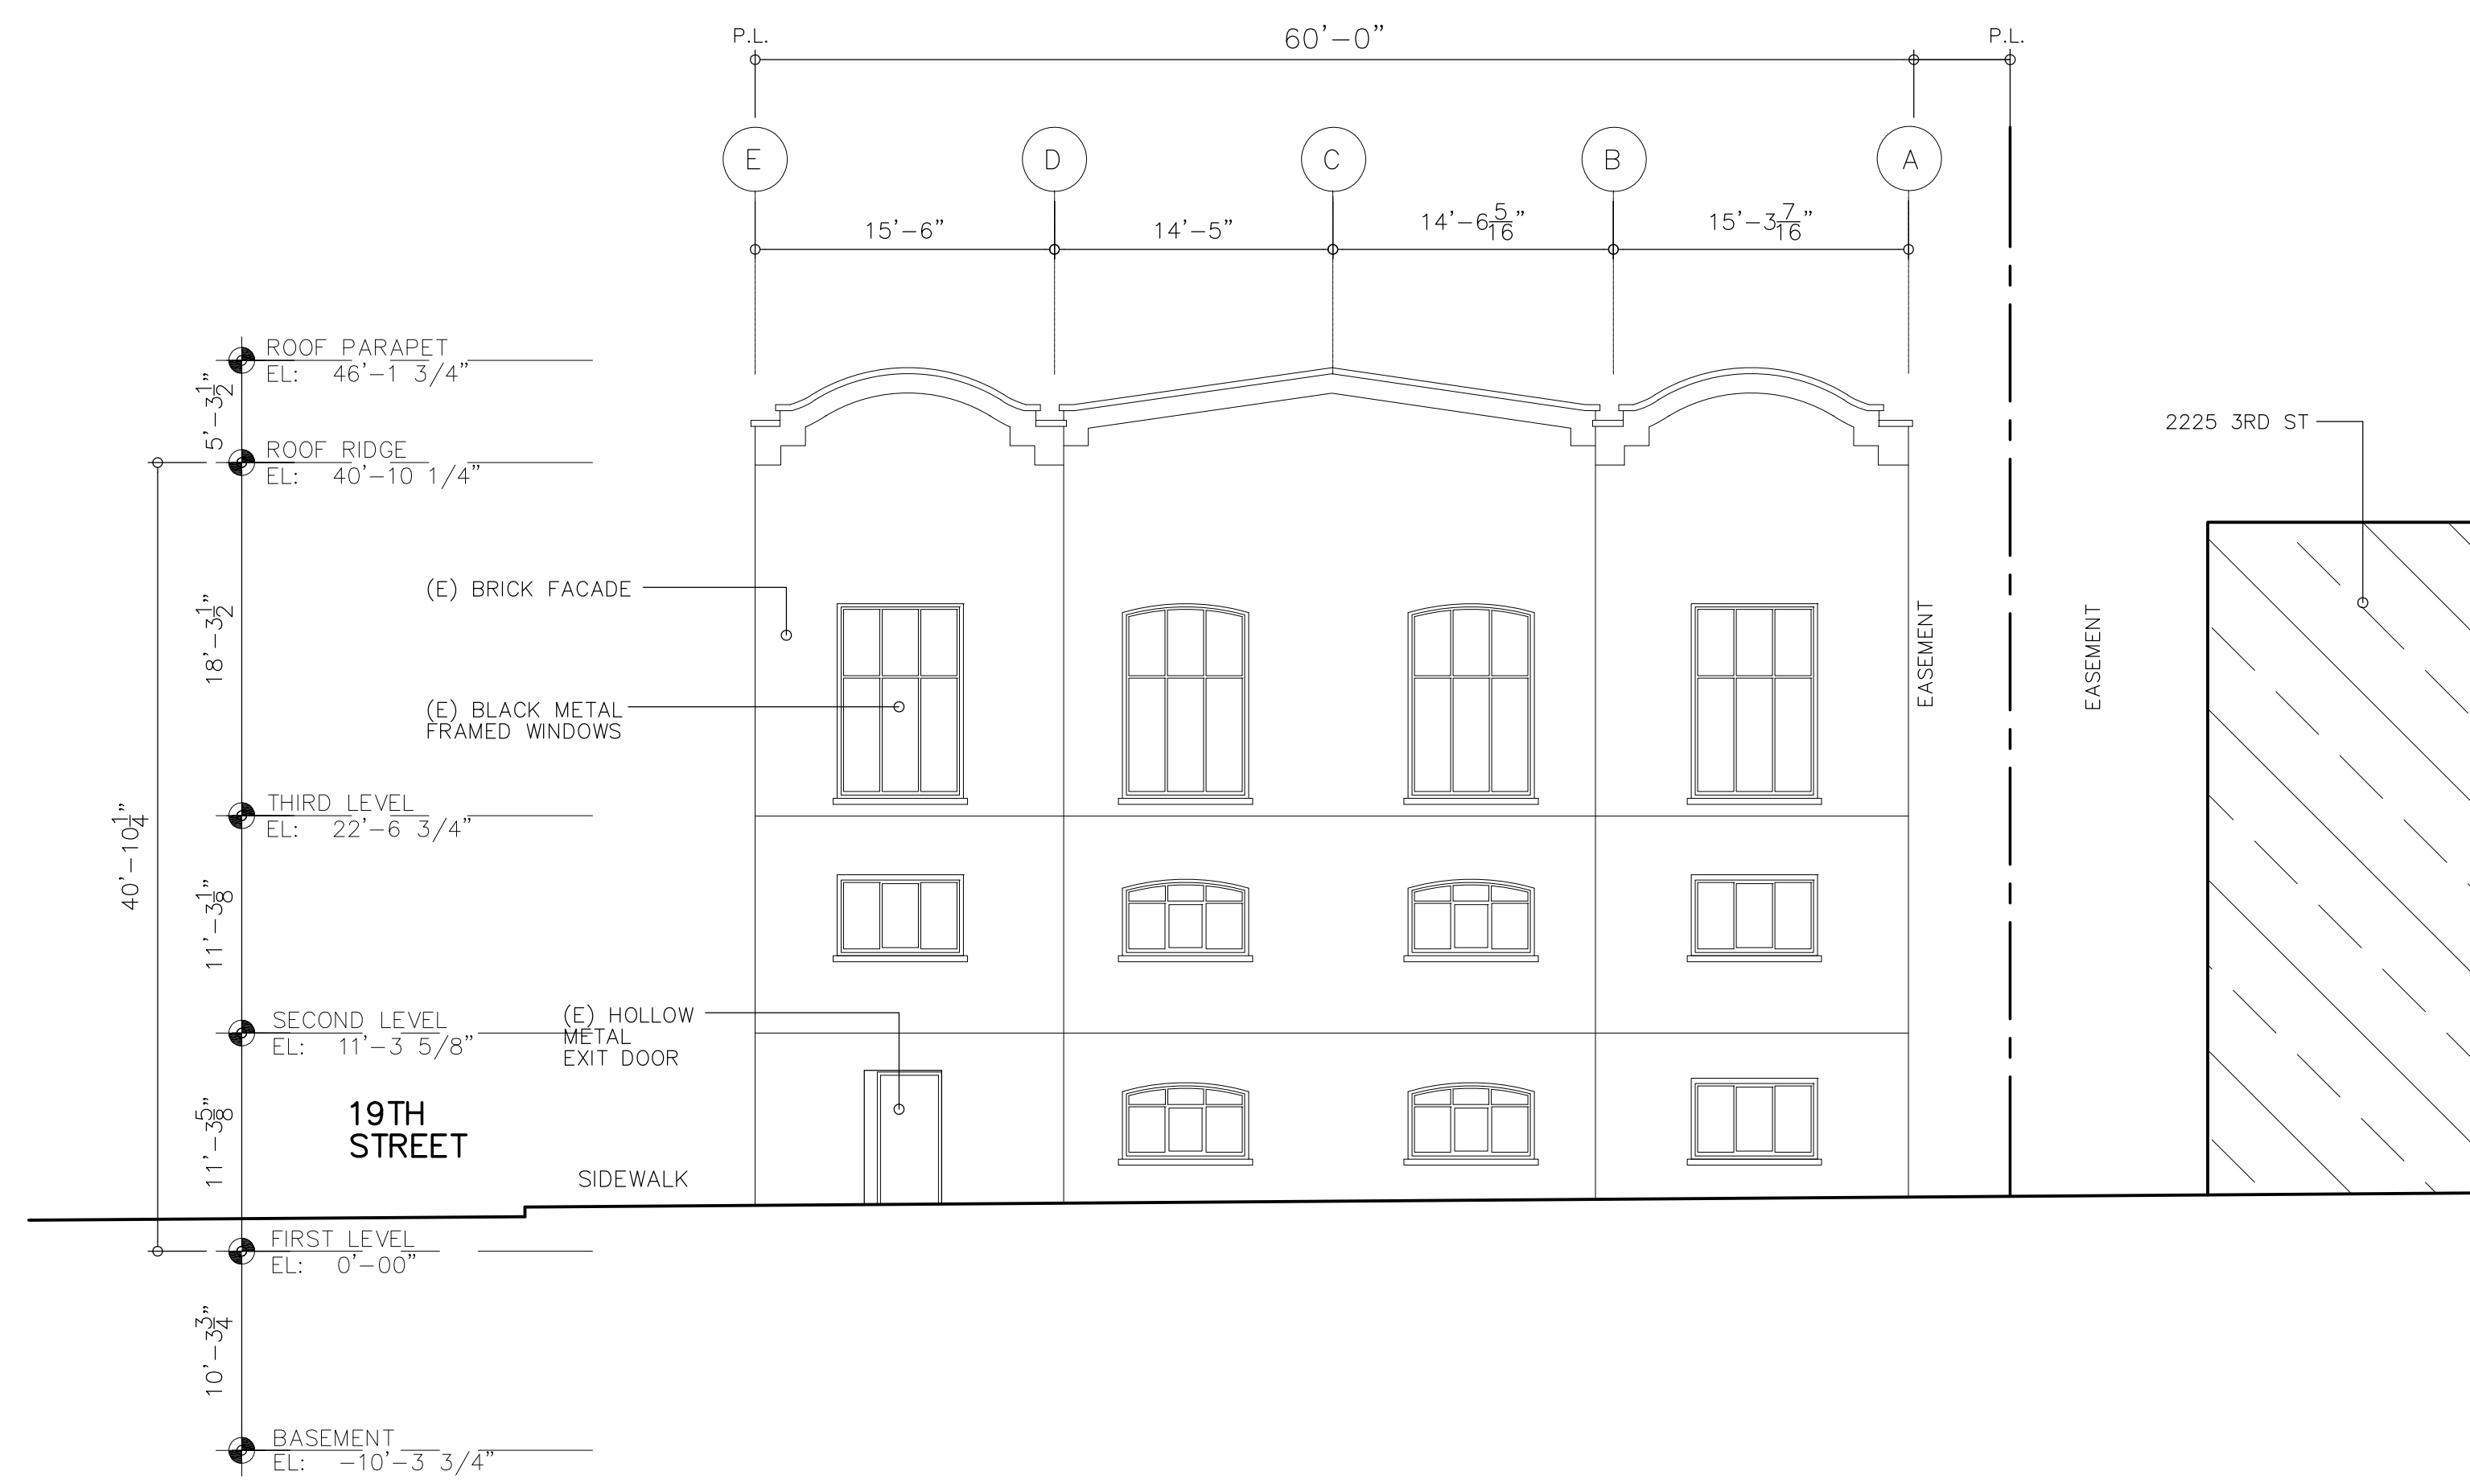 P.L.
60'-0"
P.L.
E
D
C
B
A
15'-6"
14'-5"
14'-6 5/16"
15'-3 7/16"
ROOF PARAPET
EL: 46'-1 3/4"
5'-3 1/2"
ROOF RIDGE
EL: 40'-10 1/4"
2225 3RD ST
(E) BRICK FACADE
18'-3 1/2"
EASEMENT
EASEMENT
(E) BLACK METAL
FRAMED WINDOWS
THIRD LEVEL
EL: 22'-6 3/4"
40'-10 1/4"
11'-3 1/8"
SECOND LEVEL
EL: 11'-3 5/8"
(E) HOLLOW
METAL
EXIT DOOR
11'-3 5/8"
19TH
STREET
SIDEWALK
FIRST LEVEL
EL: 0'-00"
10'-3 3/4"
BASEMENT
EL: -10'-3 3/4"